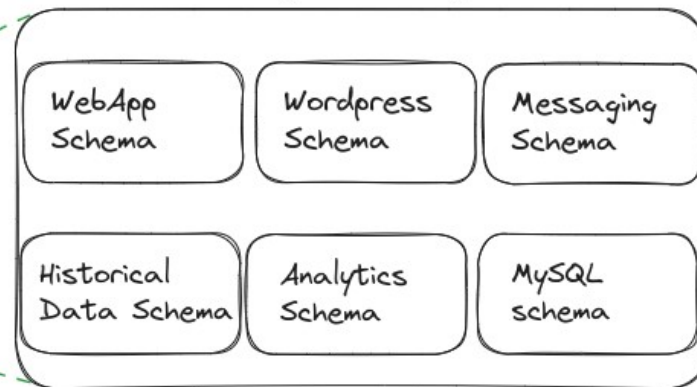 WebApp
Schema
Wordpress
Schema
Messaging
Schema
Historical
Data Schema
Analytics
Schema
MySQL
schema